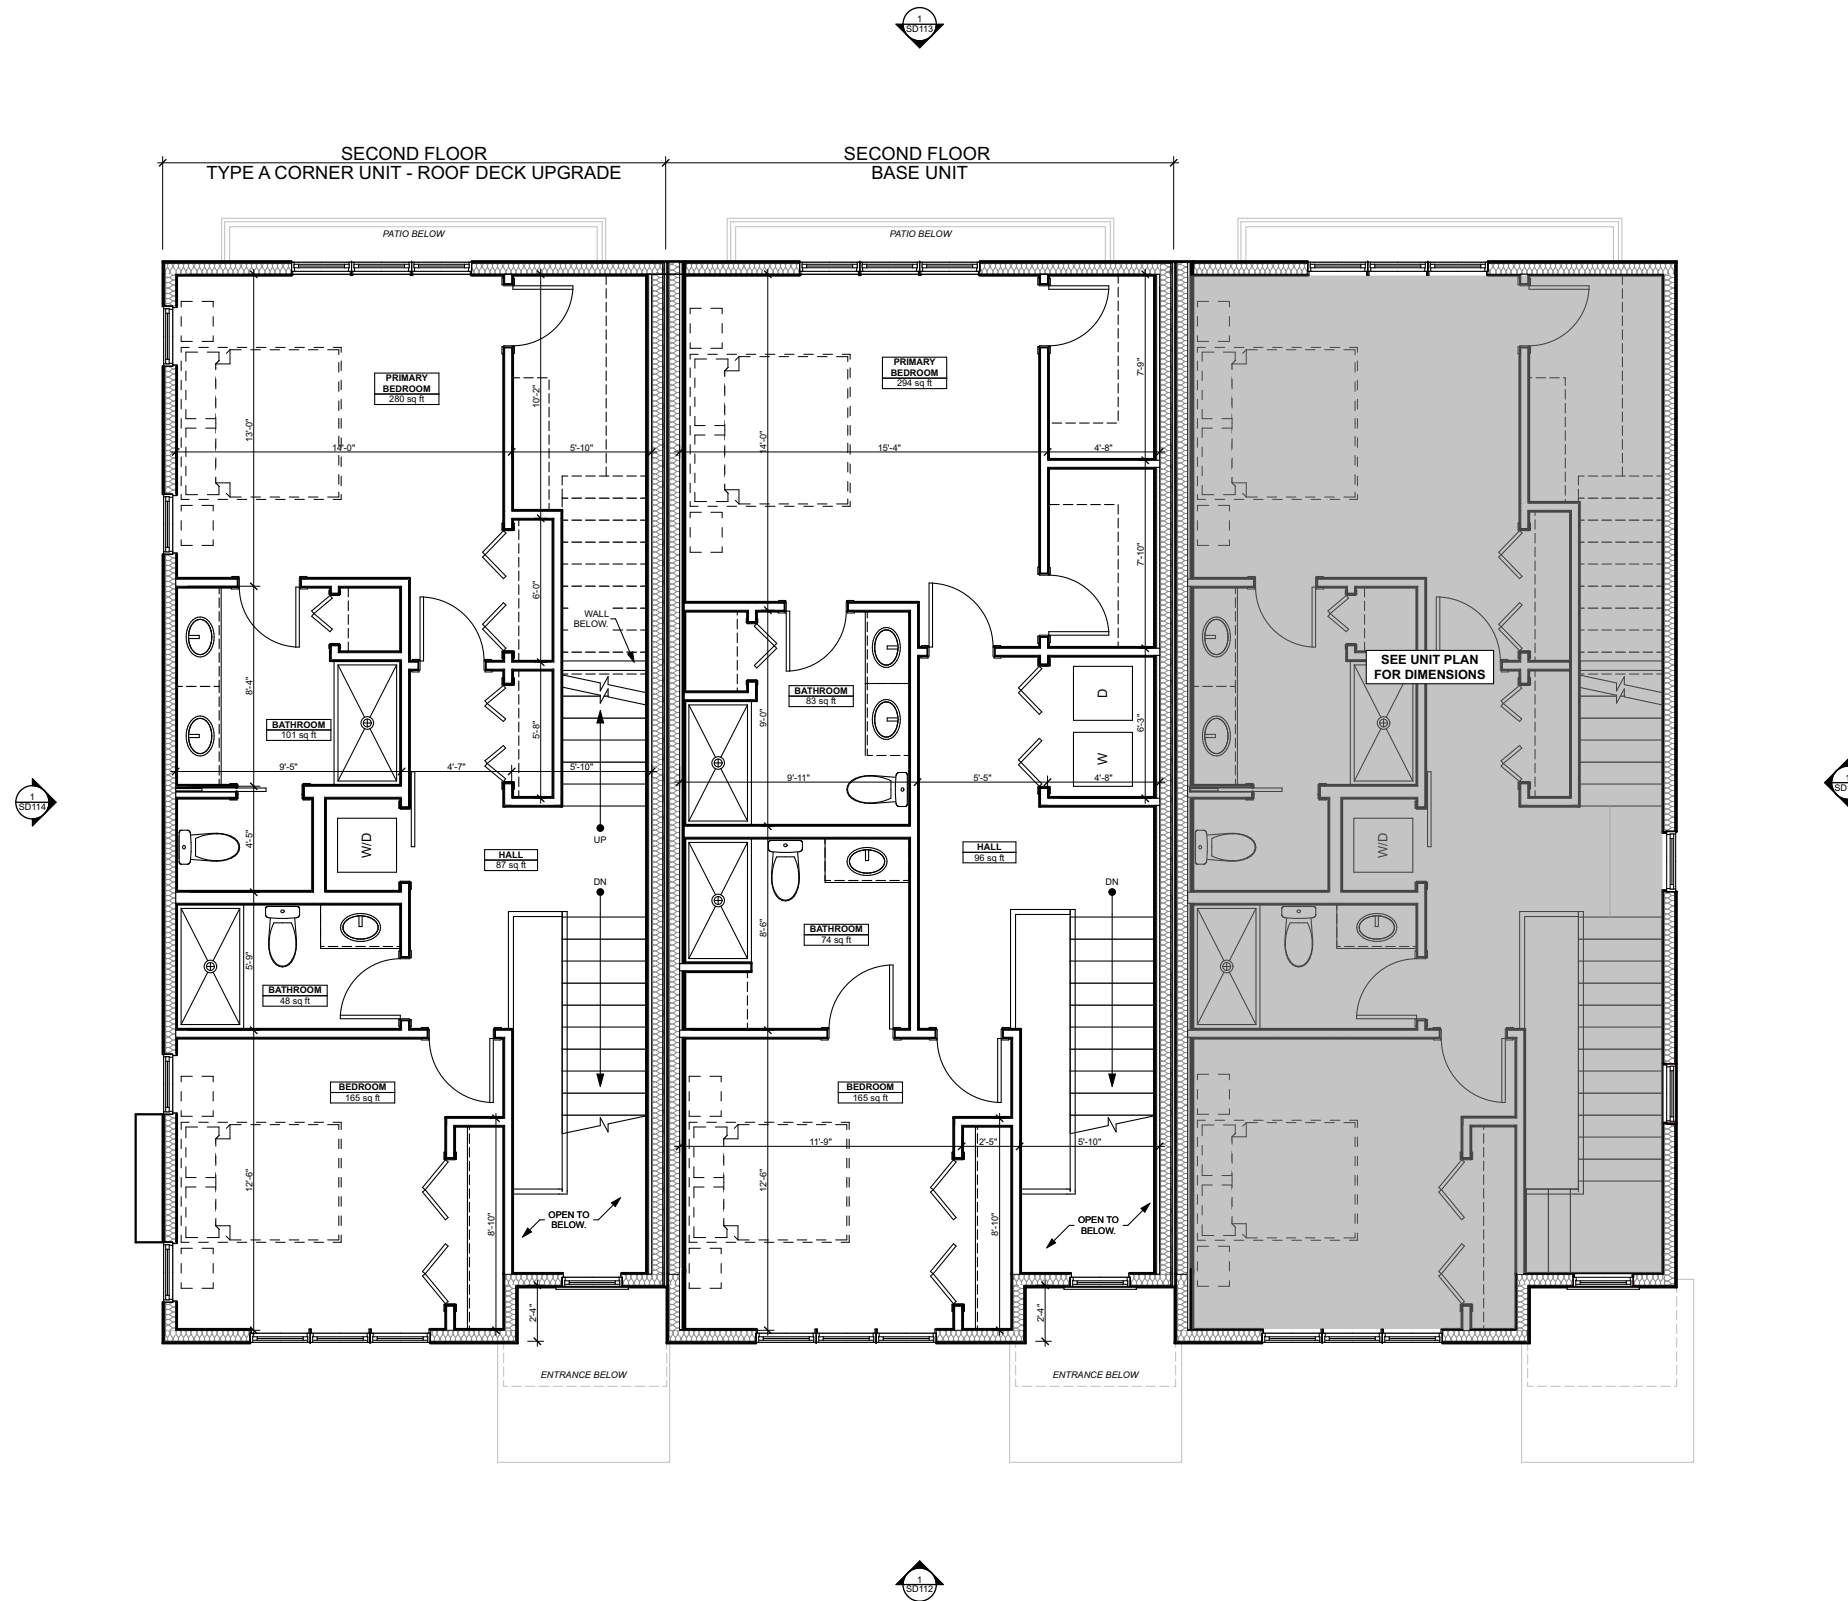 1
SD113
SECOND FLOOR
TYPE A CORNER UNIT - ROOF DECK UPGRADE
SECOND FLOOR
BASE UNIT
PATIO BELOW
PATIO BELOW
PRIMARY
BEDROOM
280 sq ft
PRIMARY
BEDROOM
294 sq ft
13'-0"
10'-2"
14'-0"
5'-10"
14'-0"
15'-4"
4'-8"
7'-9"
7'-10"
6'-0"
WALL
BELOW.
8'-4"
BATHROOM
101 sq ft
5'-8"
9'-5"
4'-7"
5'-10"
BATHROOM
83 sq ft
9'-0"
D
W
6'-3"
9'-11"
5'-5"
4'-8"
SEE UNIT PLAN
FOR DIMENSIONS
1
SD114
4'-5"
W/D
UP
HALL
87 sq ft
DN
HALL
96 sq ft
DN
W/D
BATHROOM
74 sq ft
8'-6"
5'-9"
BATHROOM
48 sq ft
BEDROOM
165 sq ft
BEDROOM
165 sq ft
12'-6"
8'-10"
OPEN TO
BELOW.
11'-9"
2'-5"
5'-10"
12'-6"
8'-10"
OPEN TO
BELOW.
2'-4"
2'-4"
ENTRANCE BELOW
ENTRANCE BELOW
1
SD112